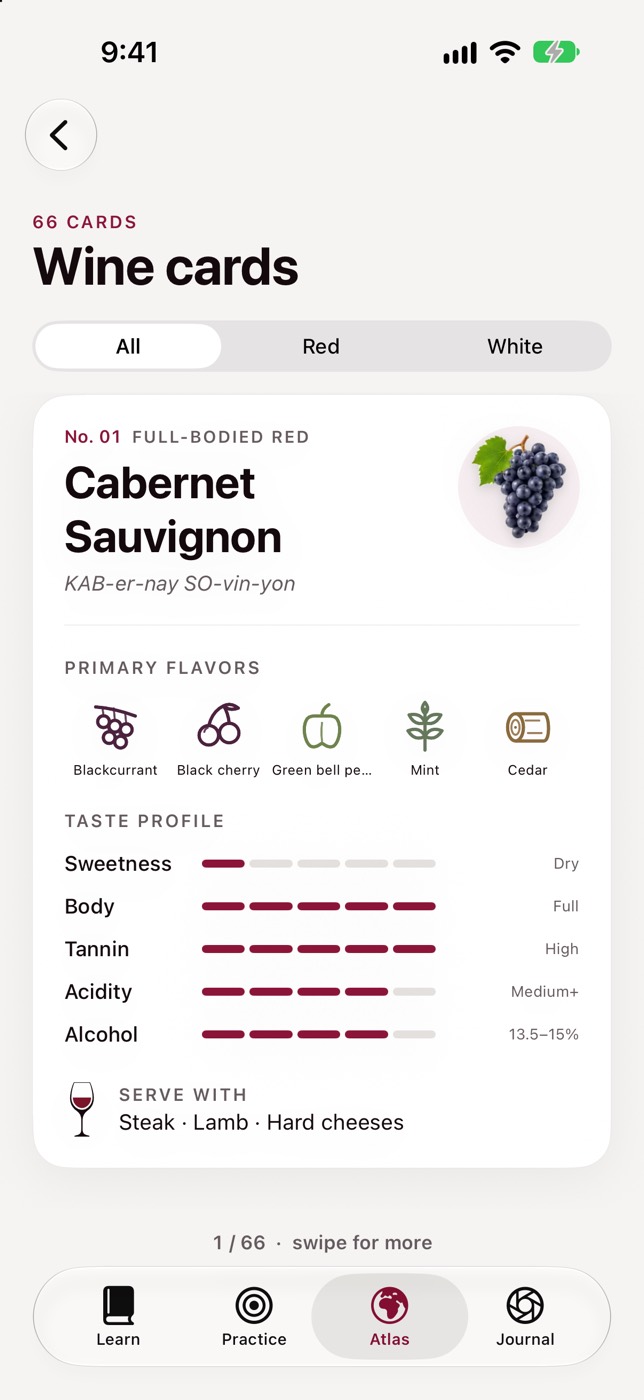 9:41
66 CARDS
Wine cards
All Red White
No. 01 FULL-BODIED RED
Cabernet
Sauvignon
KAB-er-nay SO-vin-yon
PRIMARY FLAVORS
Blackcurrant Black cherry Green bell pe... Mint Cedar
TASTE PROFILE
Sweetness Dry
Body Full
Tannin High
Acidity Medium+
Alcohol 13.5–15%
SERVE WITH
Steak · Lamb · Hard cheeses
1 / 66 · swipe for more
Learn Practice Atlas Journal